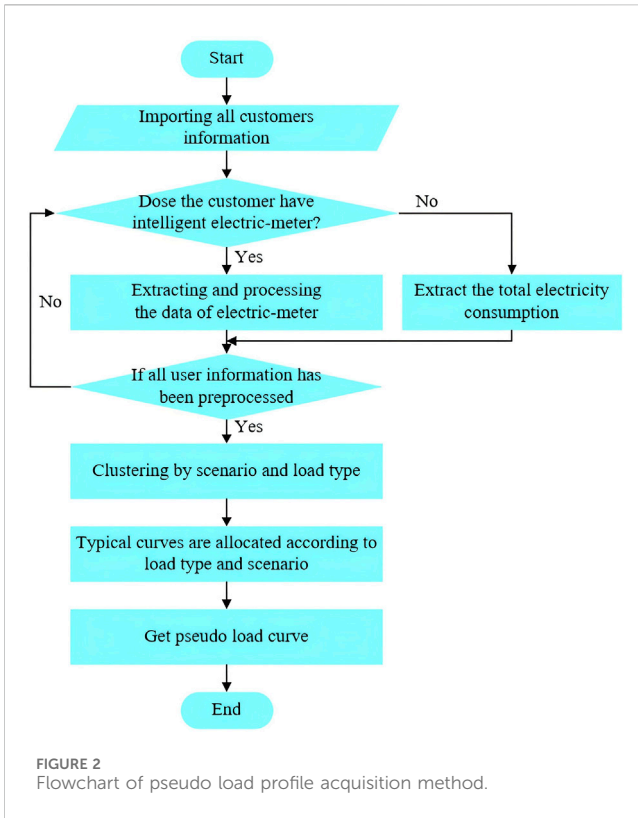 Start
Importing all customers
information
Dose the customer have
intelligent electric-meter?
No
Yes
No
Extracting and processing
the data of electric-meter
Extract the total electricity
consumption
If all user information has
been preprocessed
Yes
Clustering by scenario and load type
Typical curves are allocated according to
load type and scenario
Get pseudo load curve
End
FIGURE 2
Flowchart of pseudo load profile acquisition method.